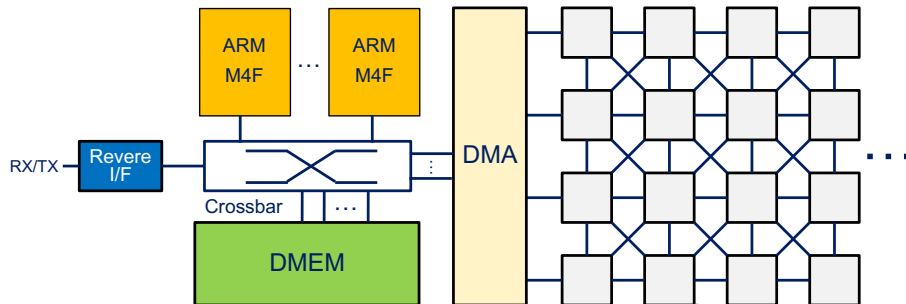 ARM
M4F
...
ARM
M4F
RX/TX
Revere
I/F
DMA
Crossbar
...
DMEM
...